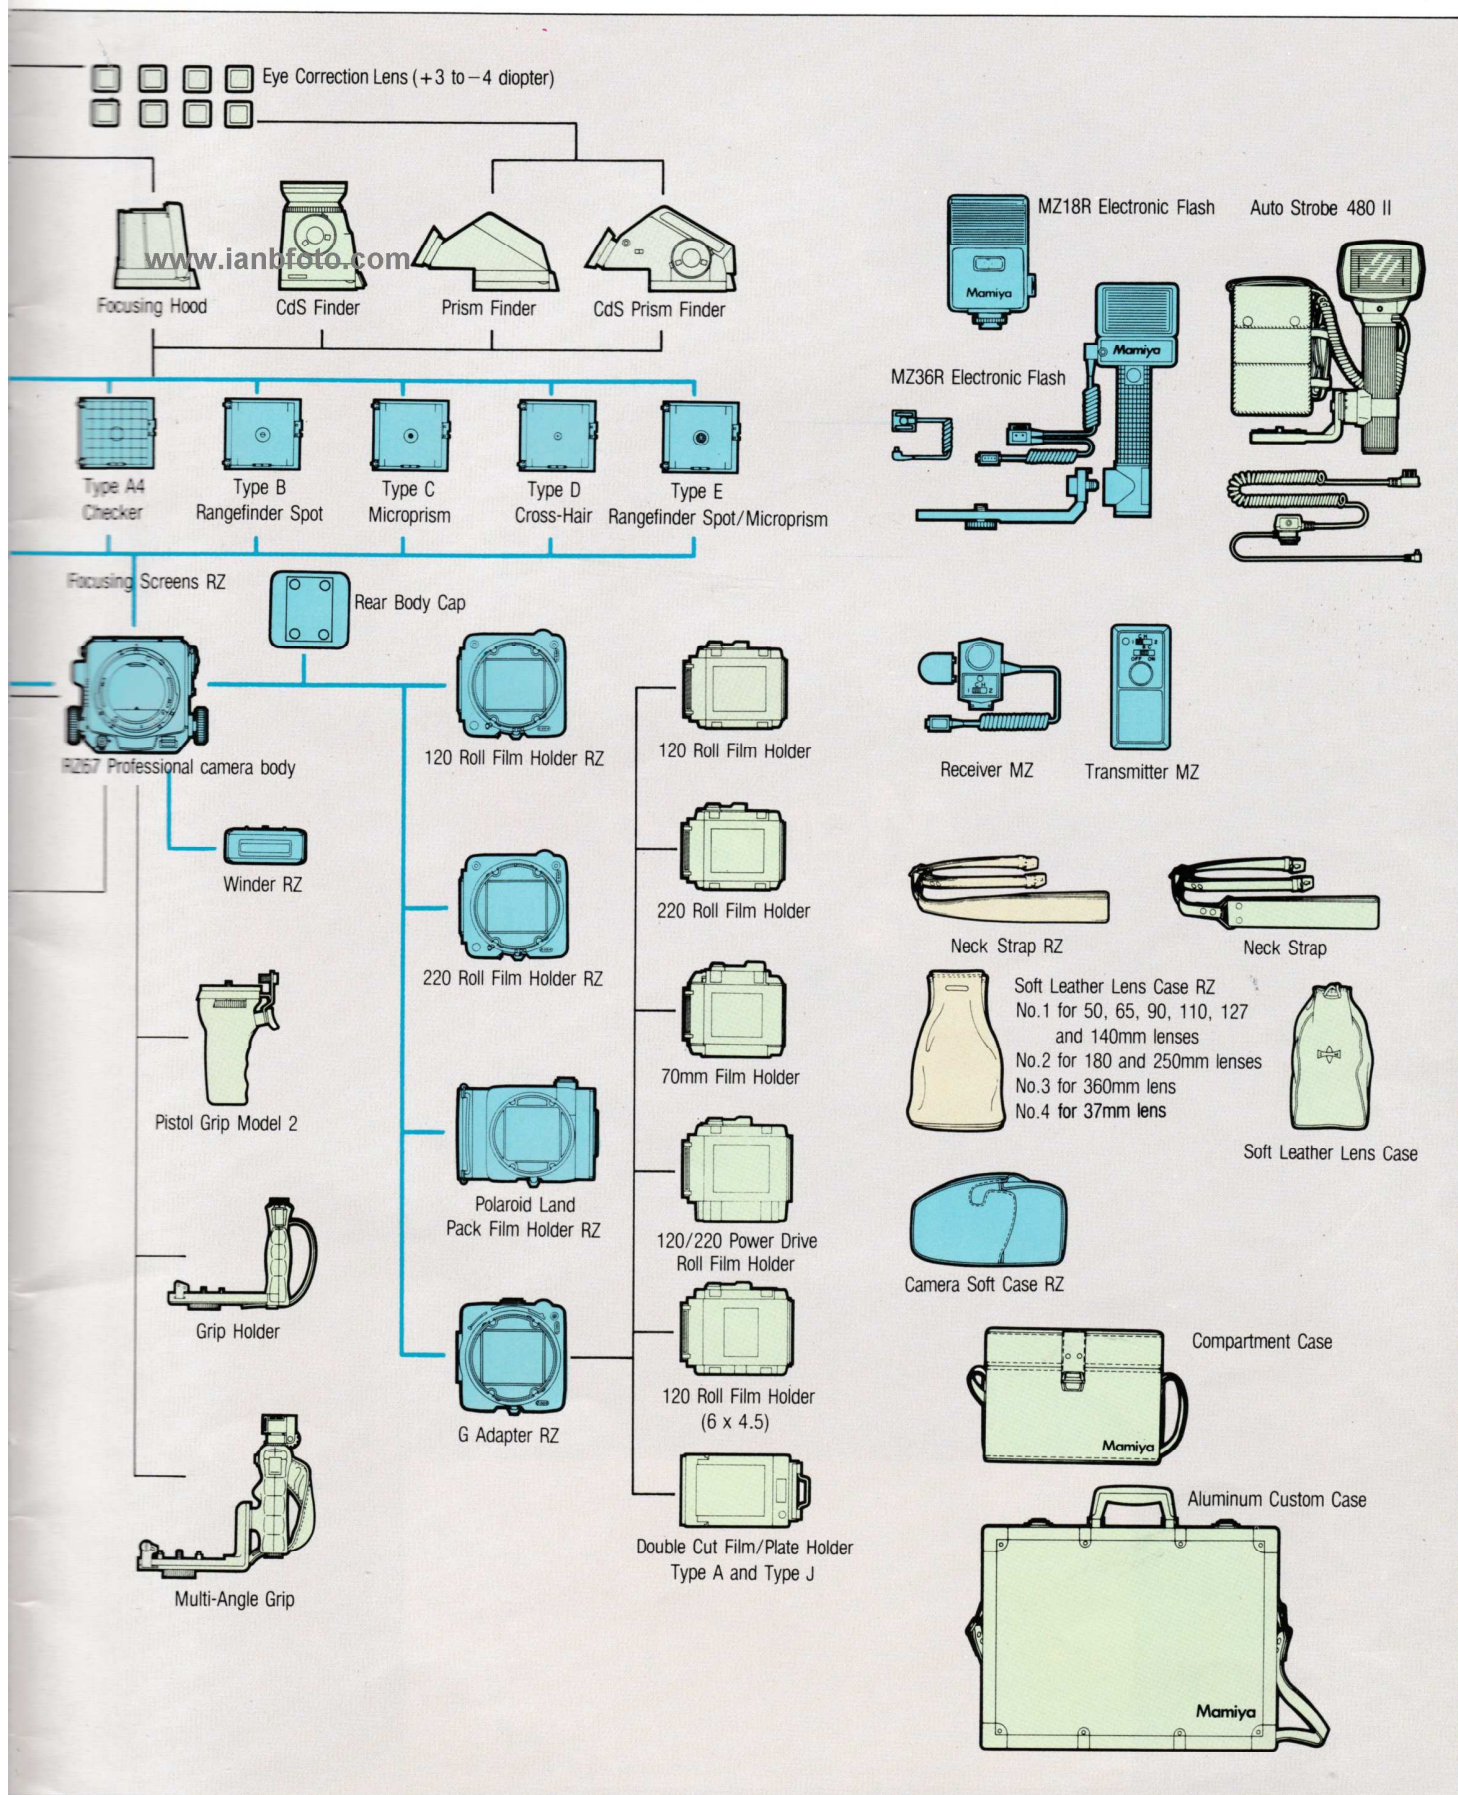 Eye Correction Lens (+3 to −4 diopter)
www.ianbfoto.com
Focusing Hood
CdS Finder
Prism Finder
CdS Prism Finder
MZ18R Electronic Flash
Auto Strobe 480 II
Mamiya
Mamiya
MZ36R Electronic Flash
Type A4
Checker
Type B
Rangefinder Spot
Type C
Microprism
Type D
Cross-Hair
Type E
Rangefinder Spot/Microprism
Focusing Screens RZ
Rear Body Cap
RZ67 Professional camera body
120 Roll Film Holder RZ
120 Roll Film Holder
CH
1 2
Receiver MZ
CH
1 2
OFF ON
Transmitter MZ
Winder RZ
220 Roll Film Holder RZ
220 Roll Film Holder
Neck Strap RZ
Neck Strap
Soft Leather Lens Case RZ
No.1 for 50, 65, 90, 110, 127
and 140mm lenses
No.2 for 180 and 250mm lenses
No.3 for 360mm lens
No.4 for 37mm lens
Soft Leather Lens Case
Pistol Grip Model 2
70mm Film Holder
Polaroid Land
Pack Film Holder RZ
120/220 Power Drive
Roll Film Holder
Camera Soft Case RZ
Grip Holder
G Adapter RZ
120 Roll Film Holder
(6 x 4.5)
Compartment Case
Mamiya
Multi-Angle Grip
Double Cut Film/Plate Holder
Type A and Type J
Aluminum Custom Case
Mamiya